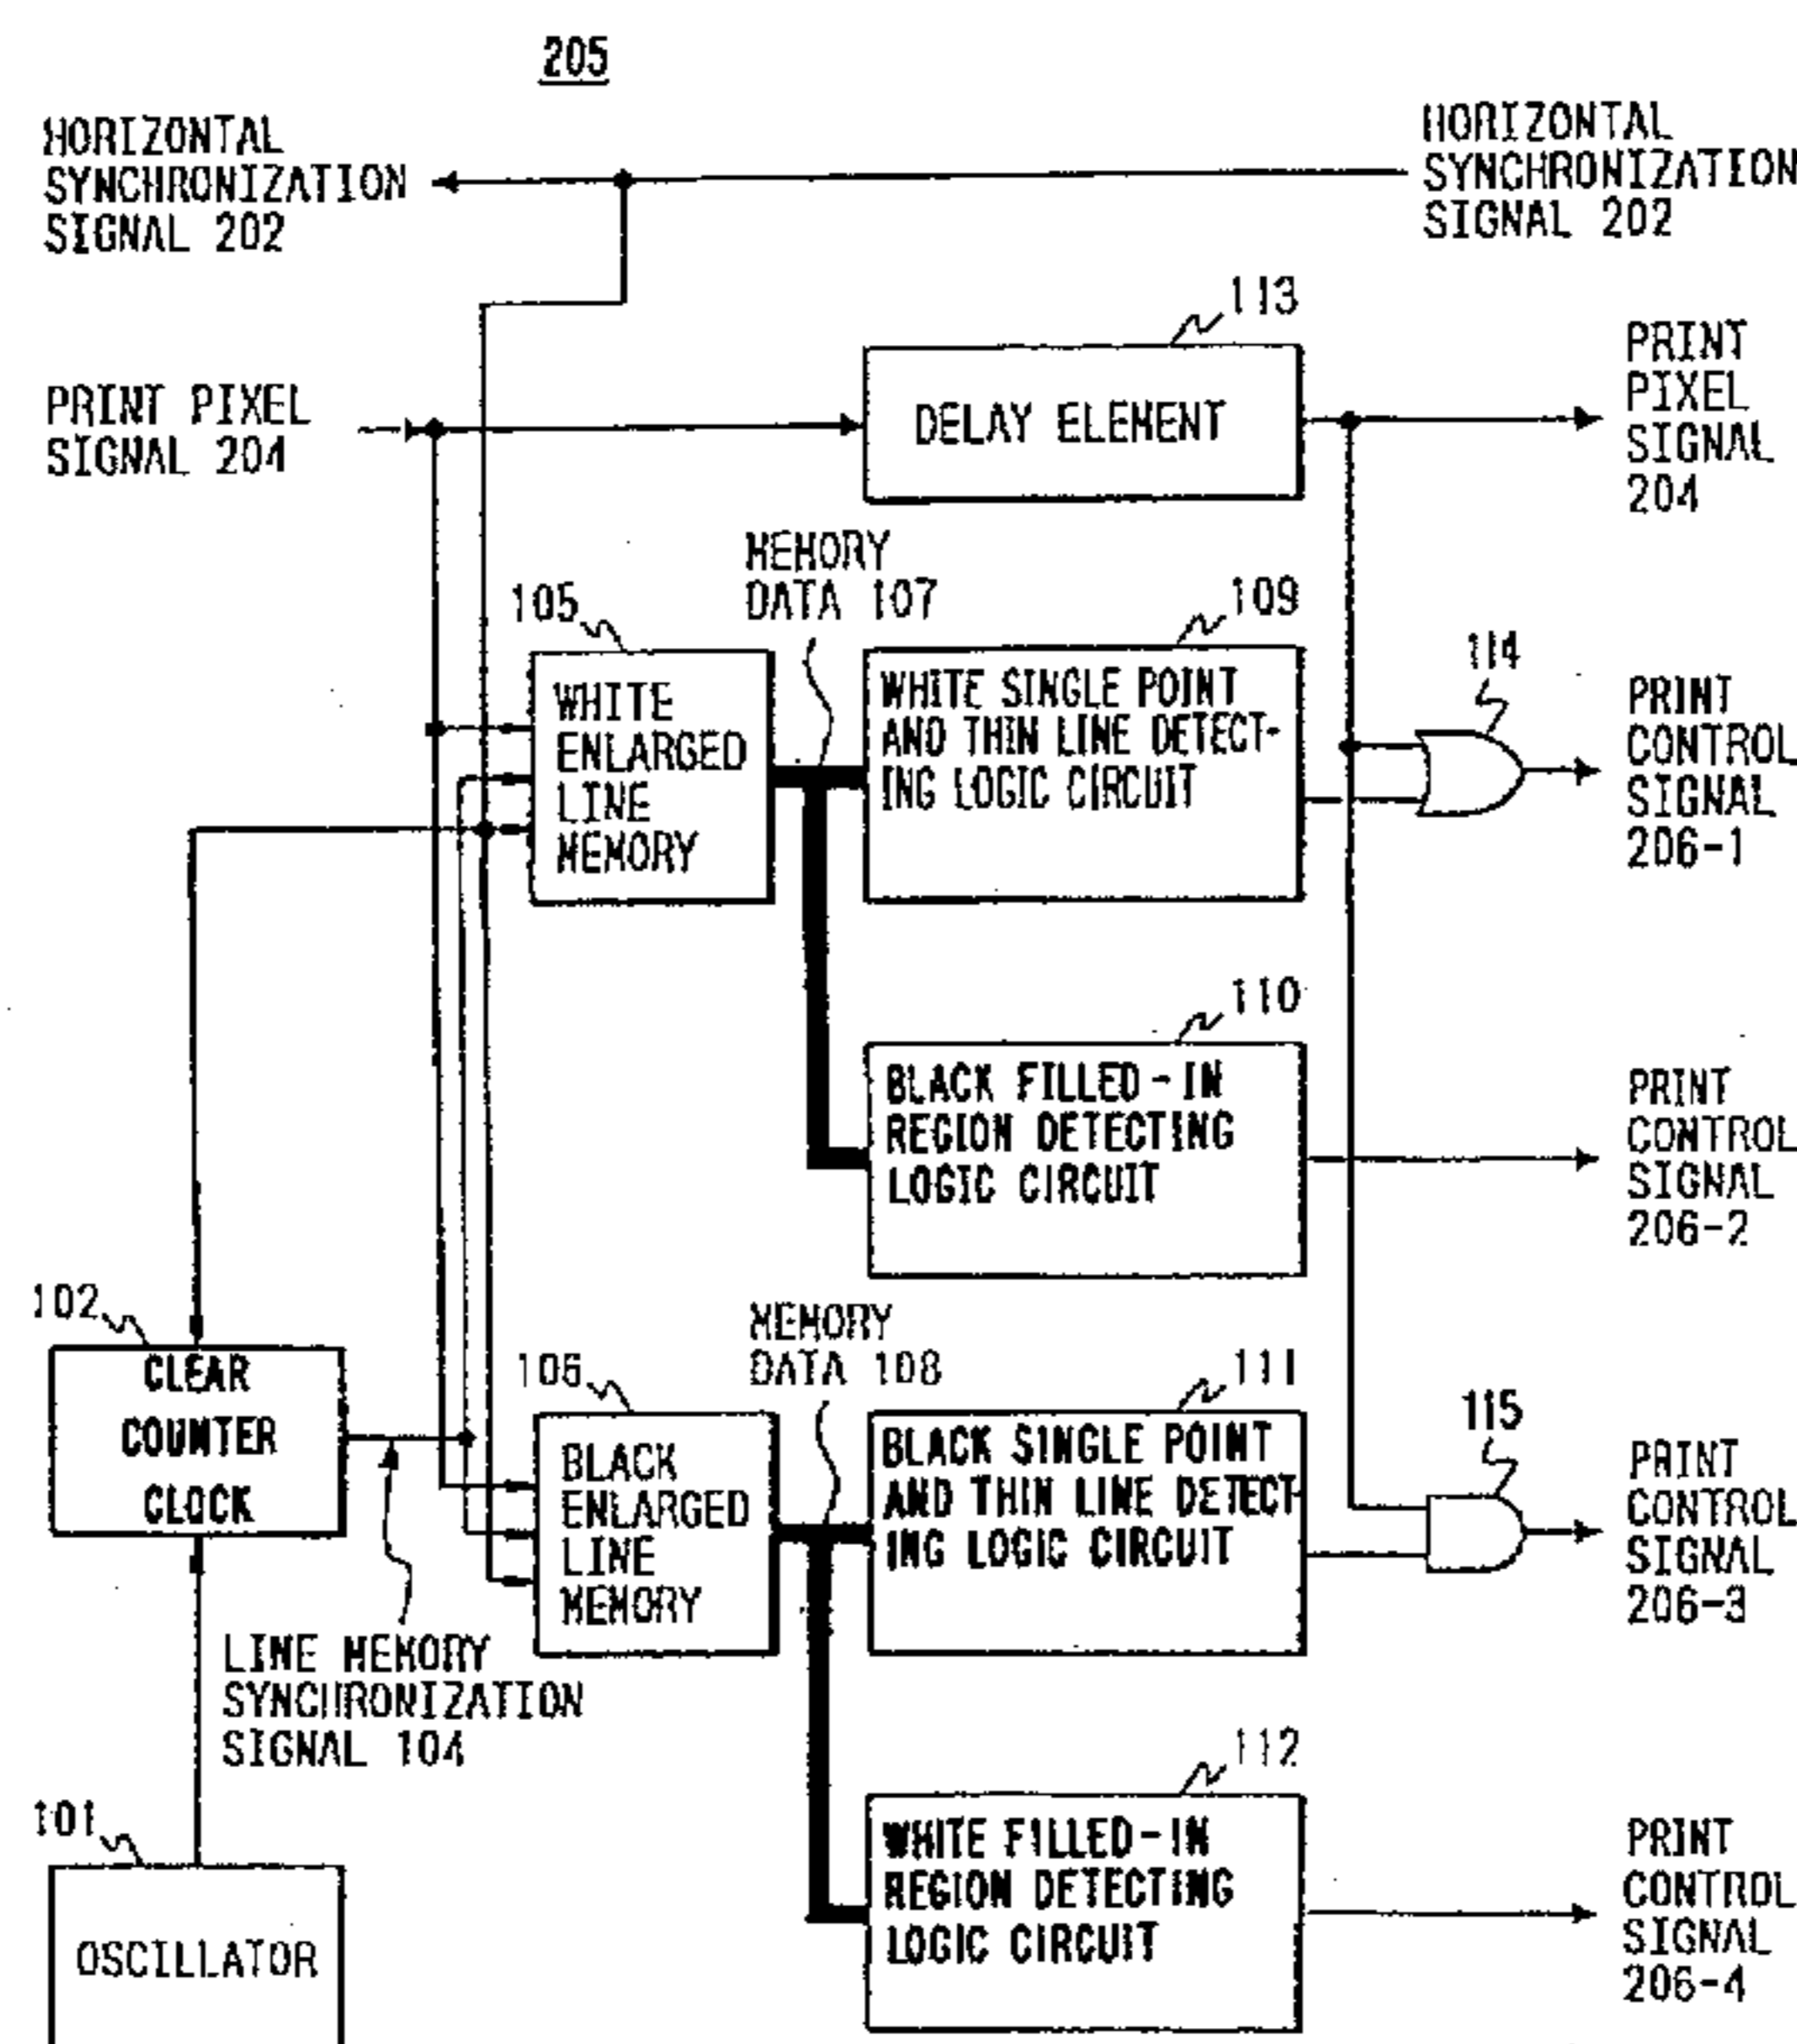 205
HORIZONTAL
SYNCHRONIZATION
SIGNAL 202
HORIZONTAL
SYNCHRONIZATION
SIGNAL 202
113
PRINT PIXEL
SIGNAL 204
DELAY ELEMENT
PRINT
PIXEL
SIGNAL
204
MEMORY
DATA 107
105
109
WHITE
ENLARGED
LINE
MEMORY
WHITE SINGLE POINT
AND THIN LINE DETECT-
ING LOGIC CIRCUIT
114
PRINT
CONTROL
SIGNAL
206-1
110
BLACK FILLED-IN
REGION DETECTING
LOGIC CIRCUIT
PRINT
CONTROL
SIGNAL
206-2
102
CLEAR
COUNTER
CLOCK
MEMORY
DATA 108
106
111
BLACK
ENLARGED
LINE
MEMORY
BLACK SINGLE POINT
AND THIN LINE DETECT-
ING LOGIC CIRCUIT
115
PRINT
CONTROL
SIGNAL
206-3
LINE MEMORY
SYNCHRONIZATION
SIGNAL 104
112
WHITE FILLED-IN
REGION DETECTING
LOGIC CIRCUIT
PRINT
CONTROL
SIGNAL
206-4
101
OSCILLATOR